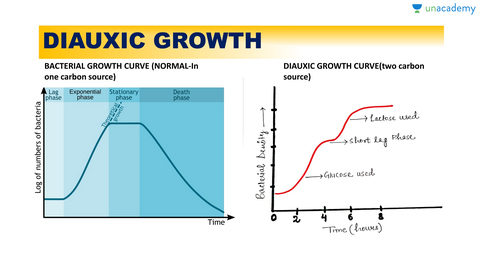 unacademy
DIAUXIC GROWTH
BACTERIAL GROWTH CURVE (NORMAL-In
one carbon source)
Lag
phase
Exponential
phase
Stationary
phase
Death
phase
Log of numbers of bacteria
Time
DIAUXIC GROWTH CURVE(two carbon
source)
Lactose used
Short lag Phase
Glucose used
Bacterial Density
0 2 4 6 8
Time (hours)